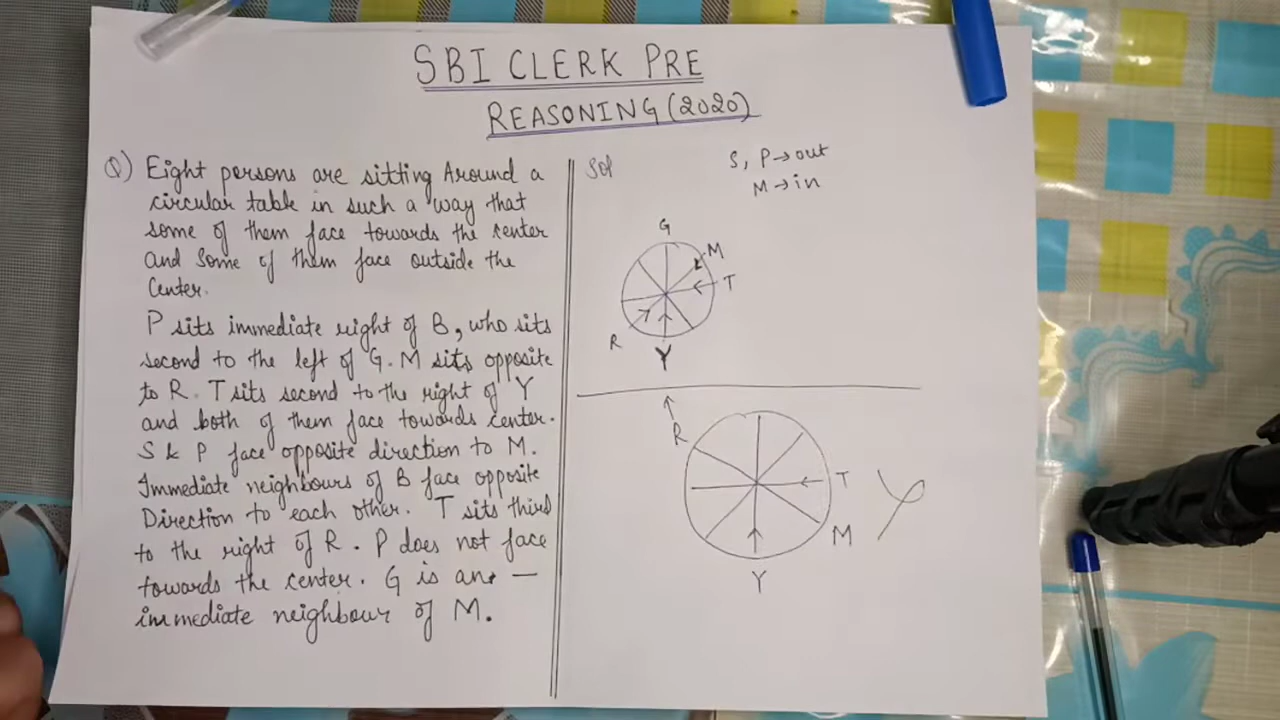 SBI CLERK PRE
REASONING (2020)
Q) Eight persons are sitting Around a
circular table in such a way that
some of them face towards the center
and some of them face outside the
Center.
P sits immediate right of B, who sits
second to the left of G. M sits opposite
to R. T sits second to the right of Y
and both of them face towards center.
S & P face opposite direction to M.
Immediate neighbours of B face opposite
Direction to each other. T sits third
to the right of R. P does not face
towards the center. G is an —
immediate neighbour of M.
Sol
S, P → out
M → in
G
M
T
R
Y
R
T
M
Y